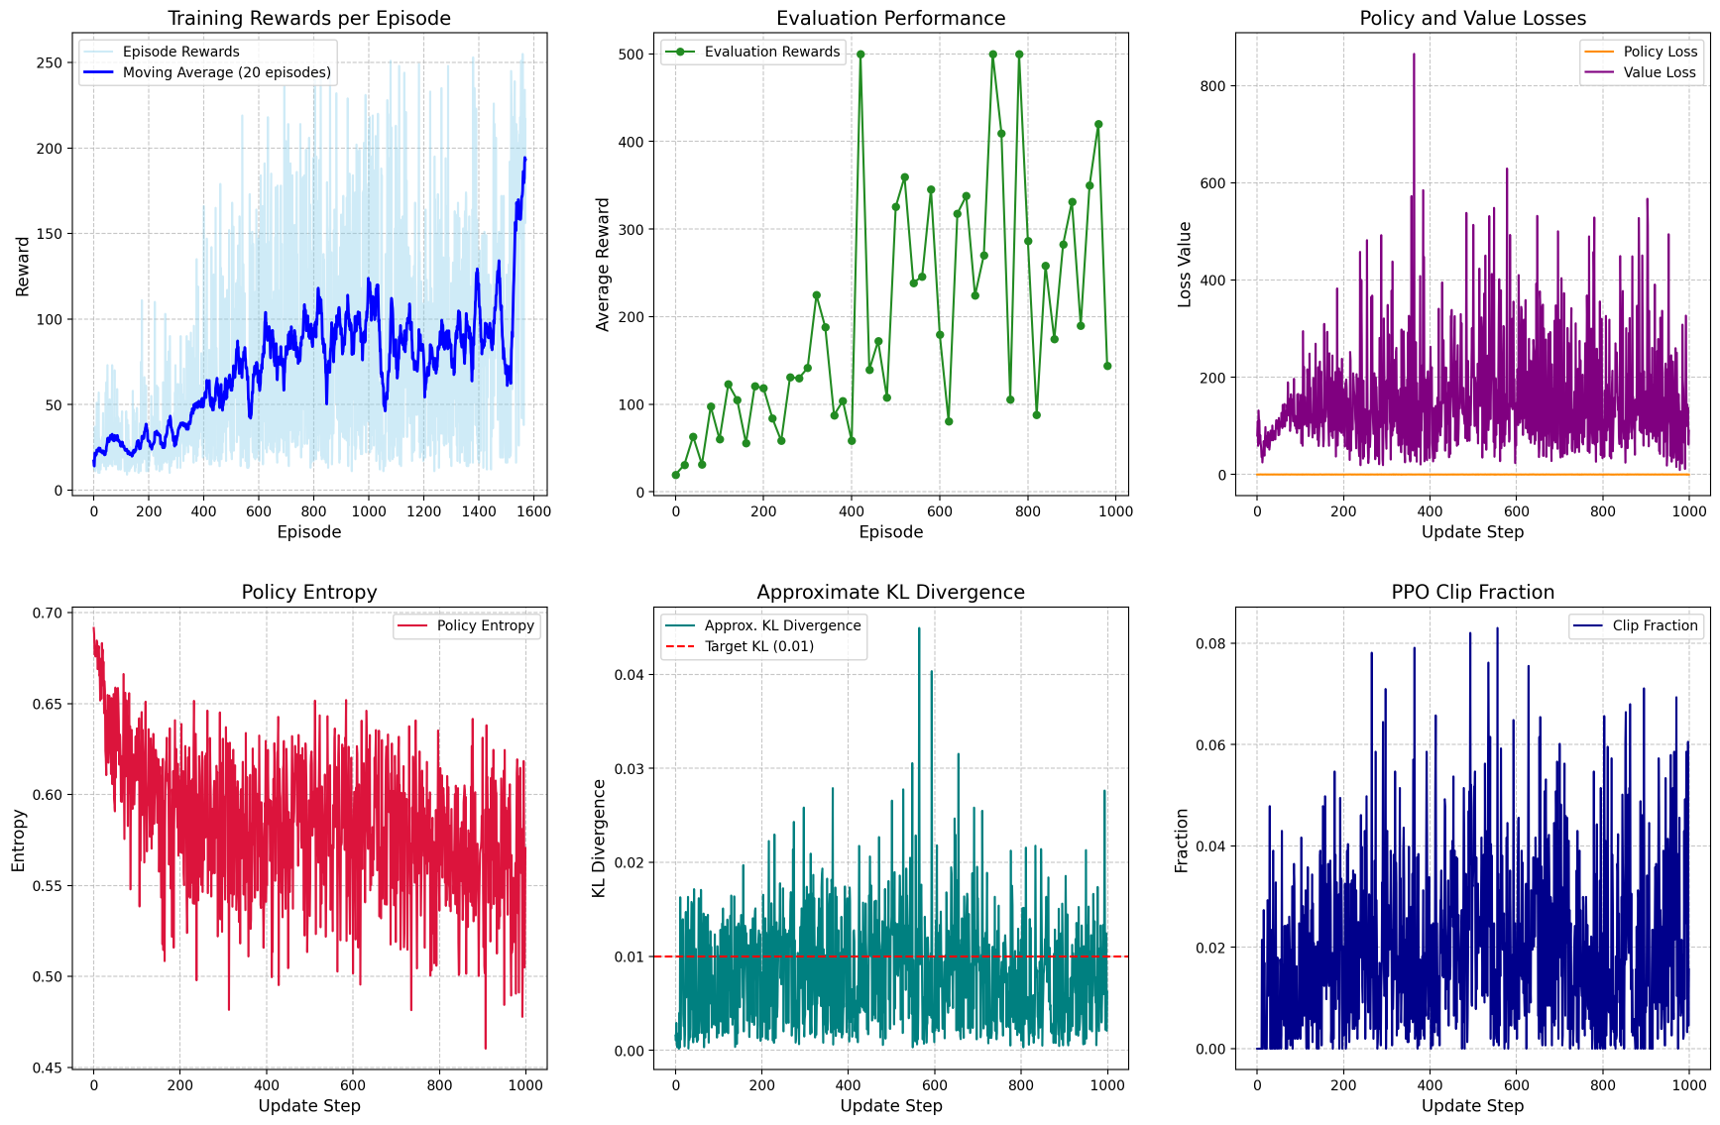 Training Rewards per Episode
Episode Rewards
Moving Average (20 episodes)
250
200
150
100
50
0
Reward
0 200 400 600 800 1000 1200 1400 1600
Episode
Evaluation Performance
Evaluation Rewards
500
400
300
200
100
0
Average Reward
0 200 400 600 800 1000
Episode
Policy and Value Losses
Policy Loss
Value Loss
800
600
400
200
0
Loss Value
0 200 400 600 800 1000
Update Step
Policy Entropy
Policy Entropy
0.70
0.65
0.60
0.55
0.50
0.45
Entropy
0 200 400 600 800 1000
Update Step
Approximate KL Divergence
Approx. KL Divergence
Target KL (0.01)
0.04
0.03
0.02
0.01
0.00
KL Divergence
0 200 400 600 800 1000
Update Step
PPO Clip Fraction
Clip Fraction
0.08
0.06
0.04
0.02
0.00
Fraction
0 200 400 600 800 1000
Update Step